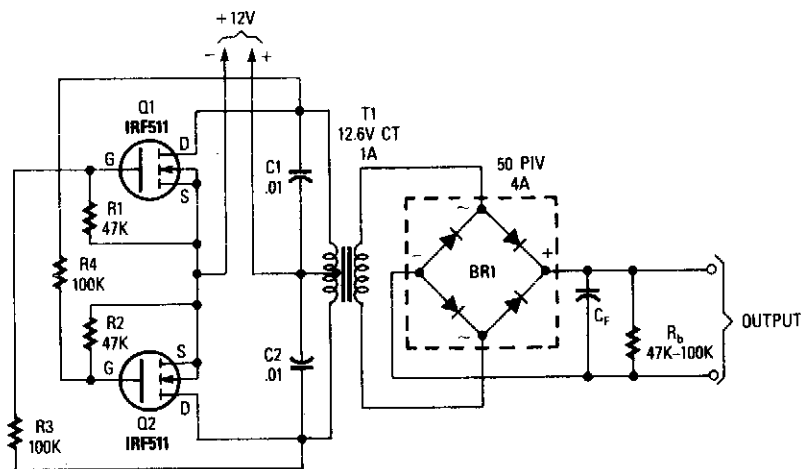 +12V
- +
Q1
IRF511
D
G
S
R1
47K
R4
100K
R2
47K
S
G
D
Q2
IRF511
R3
100K
C1
.01
C2
.01
T1
12.6V CT
1A
50 PIV
4A
~
- BR1 +
~
CF
Rb
47K–100K
OUTPUT